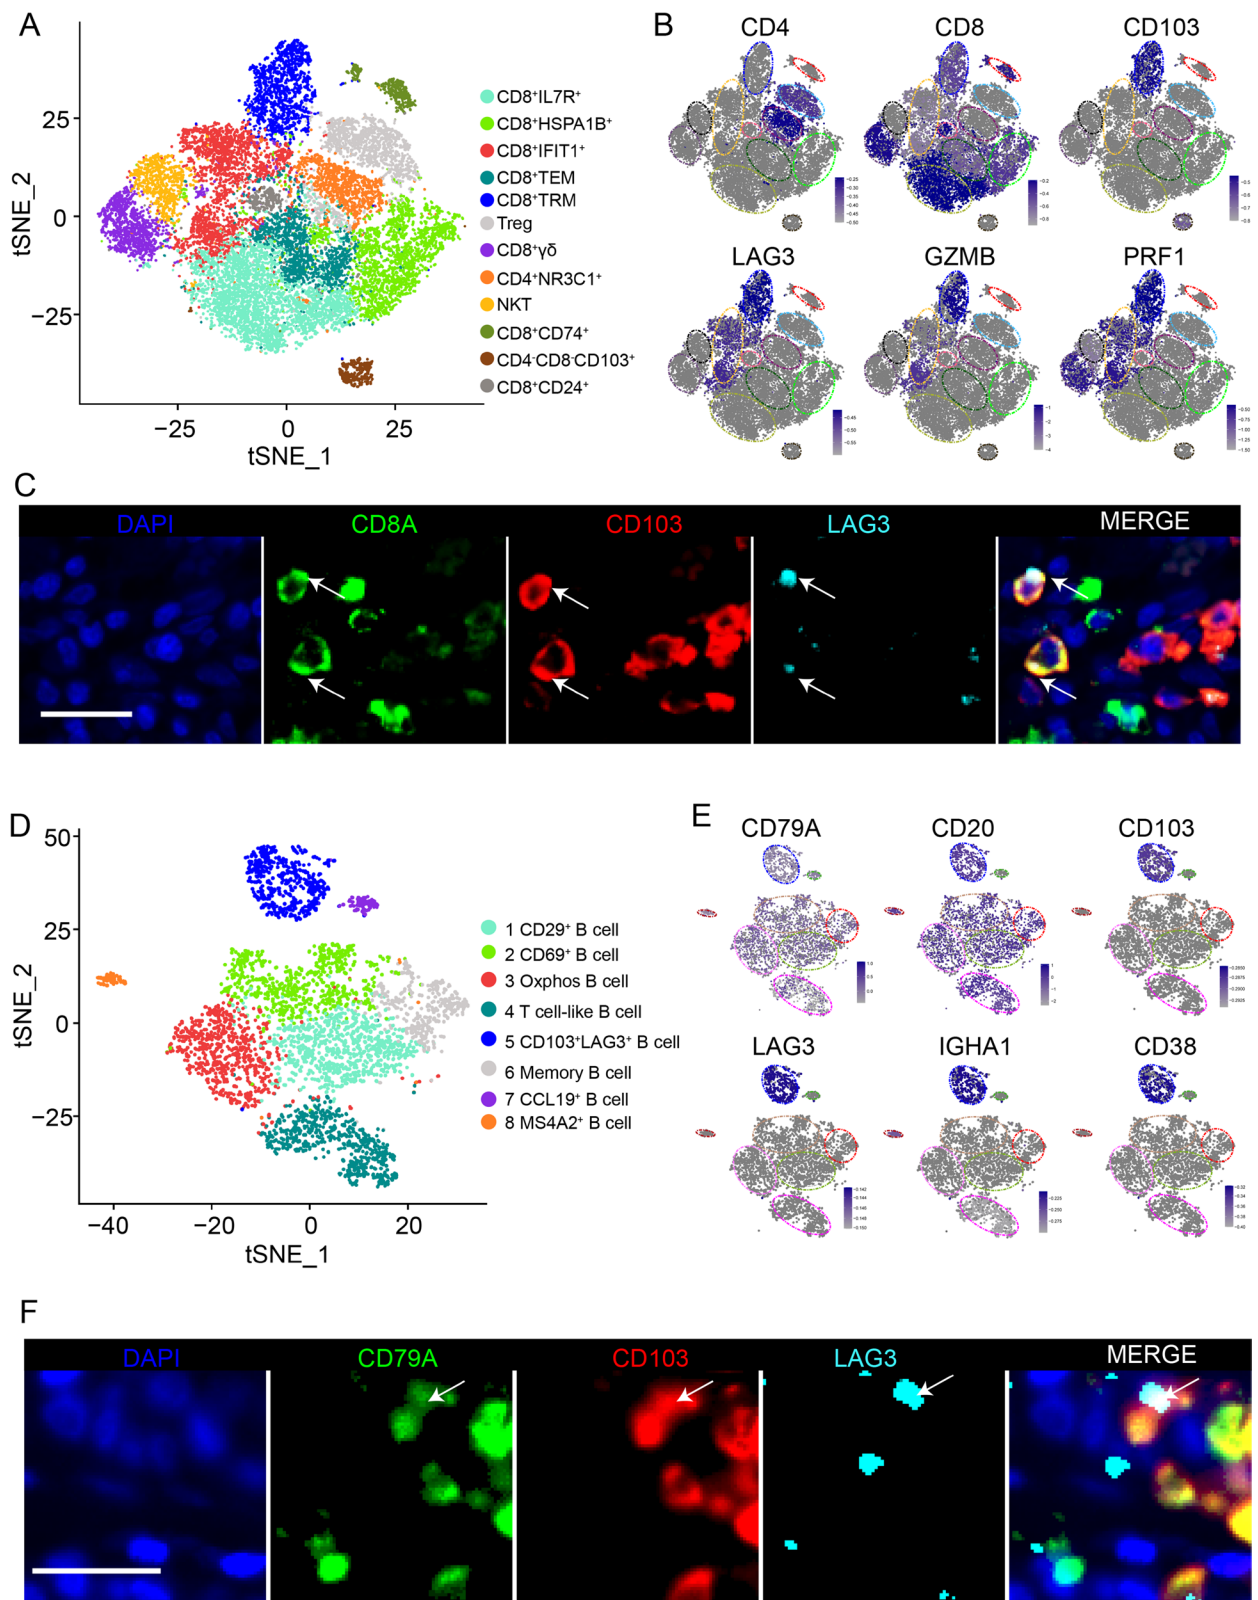 A
tSNE_2
25
0
−25
−25
0
25
tSNE_1
CD8⁺IL7R⁺
CD8⁺HSPA1B⁺
CD8⁺IFIT1⁺
CD8⁺TEM
CD8⁺TRM
Treg
CD8⁺γδ
CD4⁺NR3C1⁺
NKT
CD8⁺CD74⁺
CD4⁻CD8⁻CD103⁺
CD8⁺CD24⁺
B
CD4
CD8
CD103
LAG3
GZMB
PRF1
C
DAPI
CD8A
CD103
LAG3
MERGE
D
tSNE_2
50
25
0
−25
−40
−20
0
20
tSNE_1
1 CD29⁺ B cell
2 CD69⁺ B cell
3 Oxphos B cell
4 T cell-like B cell
5 CD103⁺LAG3⁺ B cell
6 Memory B cell
7 CCL19⁺ B cell
8 MS4A2⁺ B cell
E
CD79A
CD20
CD103
LAG3
IGHA1
CD38
F
DAPI
CD79A
CD103
LAG3
MERGE